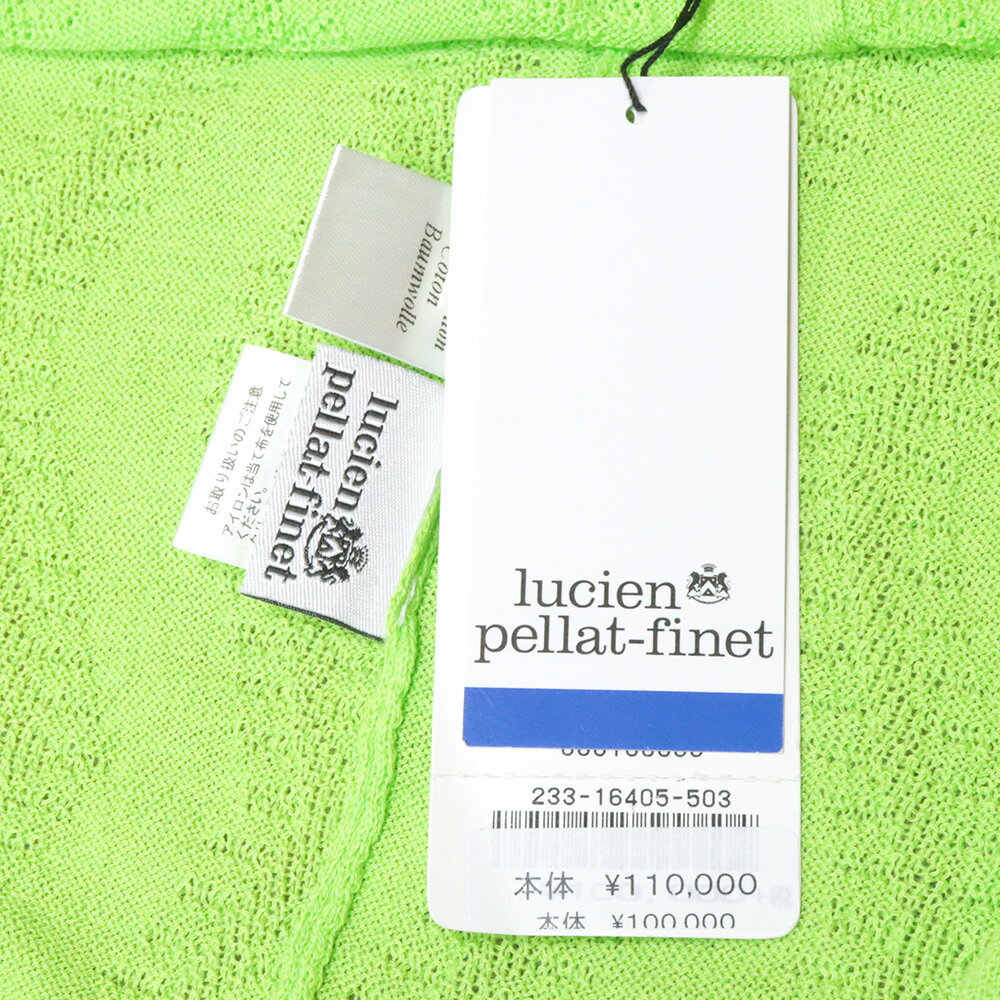 Coton
Baumwolle
お取り扱いのご注意
アイロンは当て布を使用して
ください。
lucien
pellat-finet
lucien
pellat-finet
233-16405-503
本体 ¥110,000
本体 ¥100,000